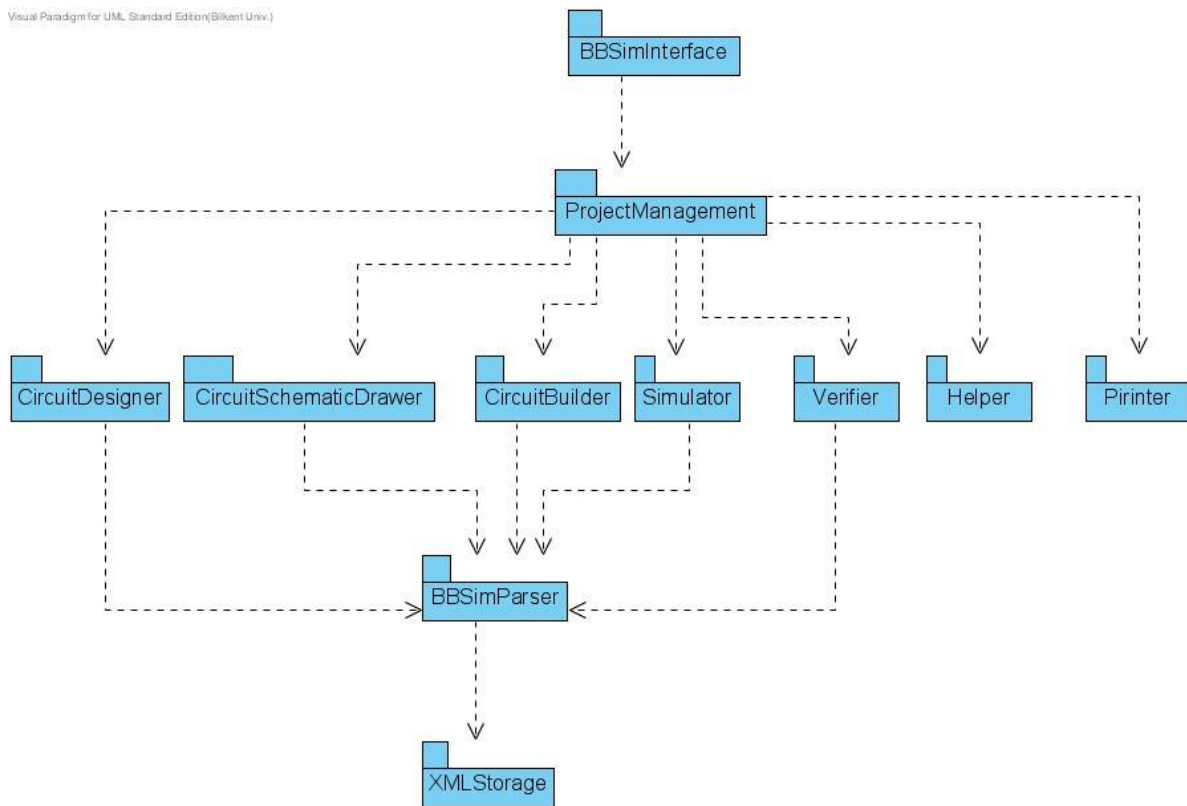 Visual Paradigm for UML Standard Edition(Bilkent Univ.)
BBSimInterface
ProjectManagement
CircuitDesigner
CircuitSchematicDrawer
CircuitBuilder
Simulator
Verifier
Helper
Pirinter
BBSimParser
XMLStorage